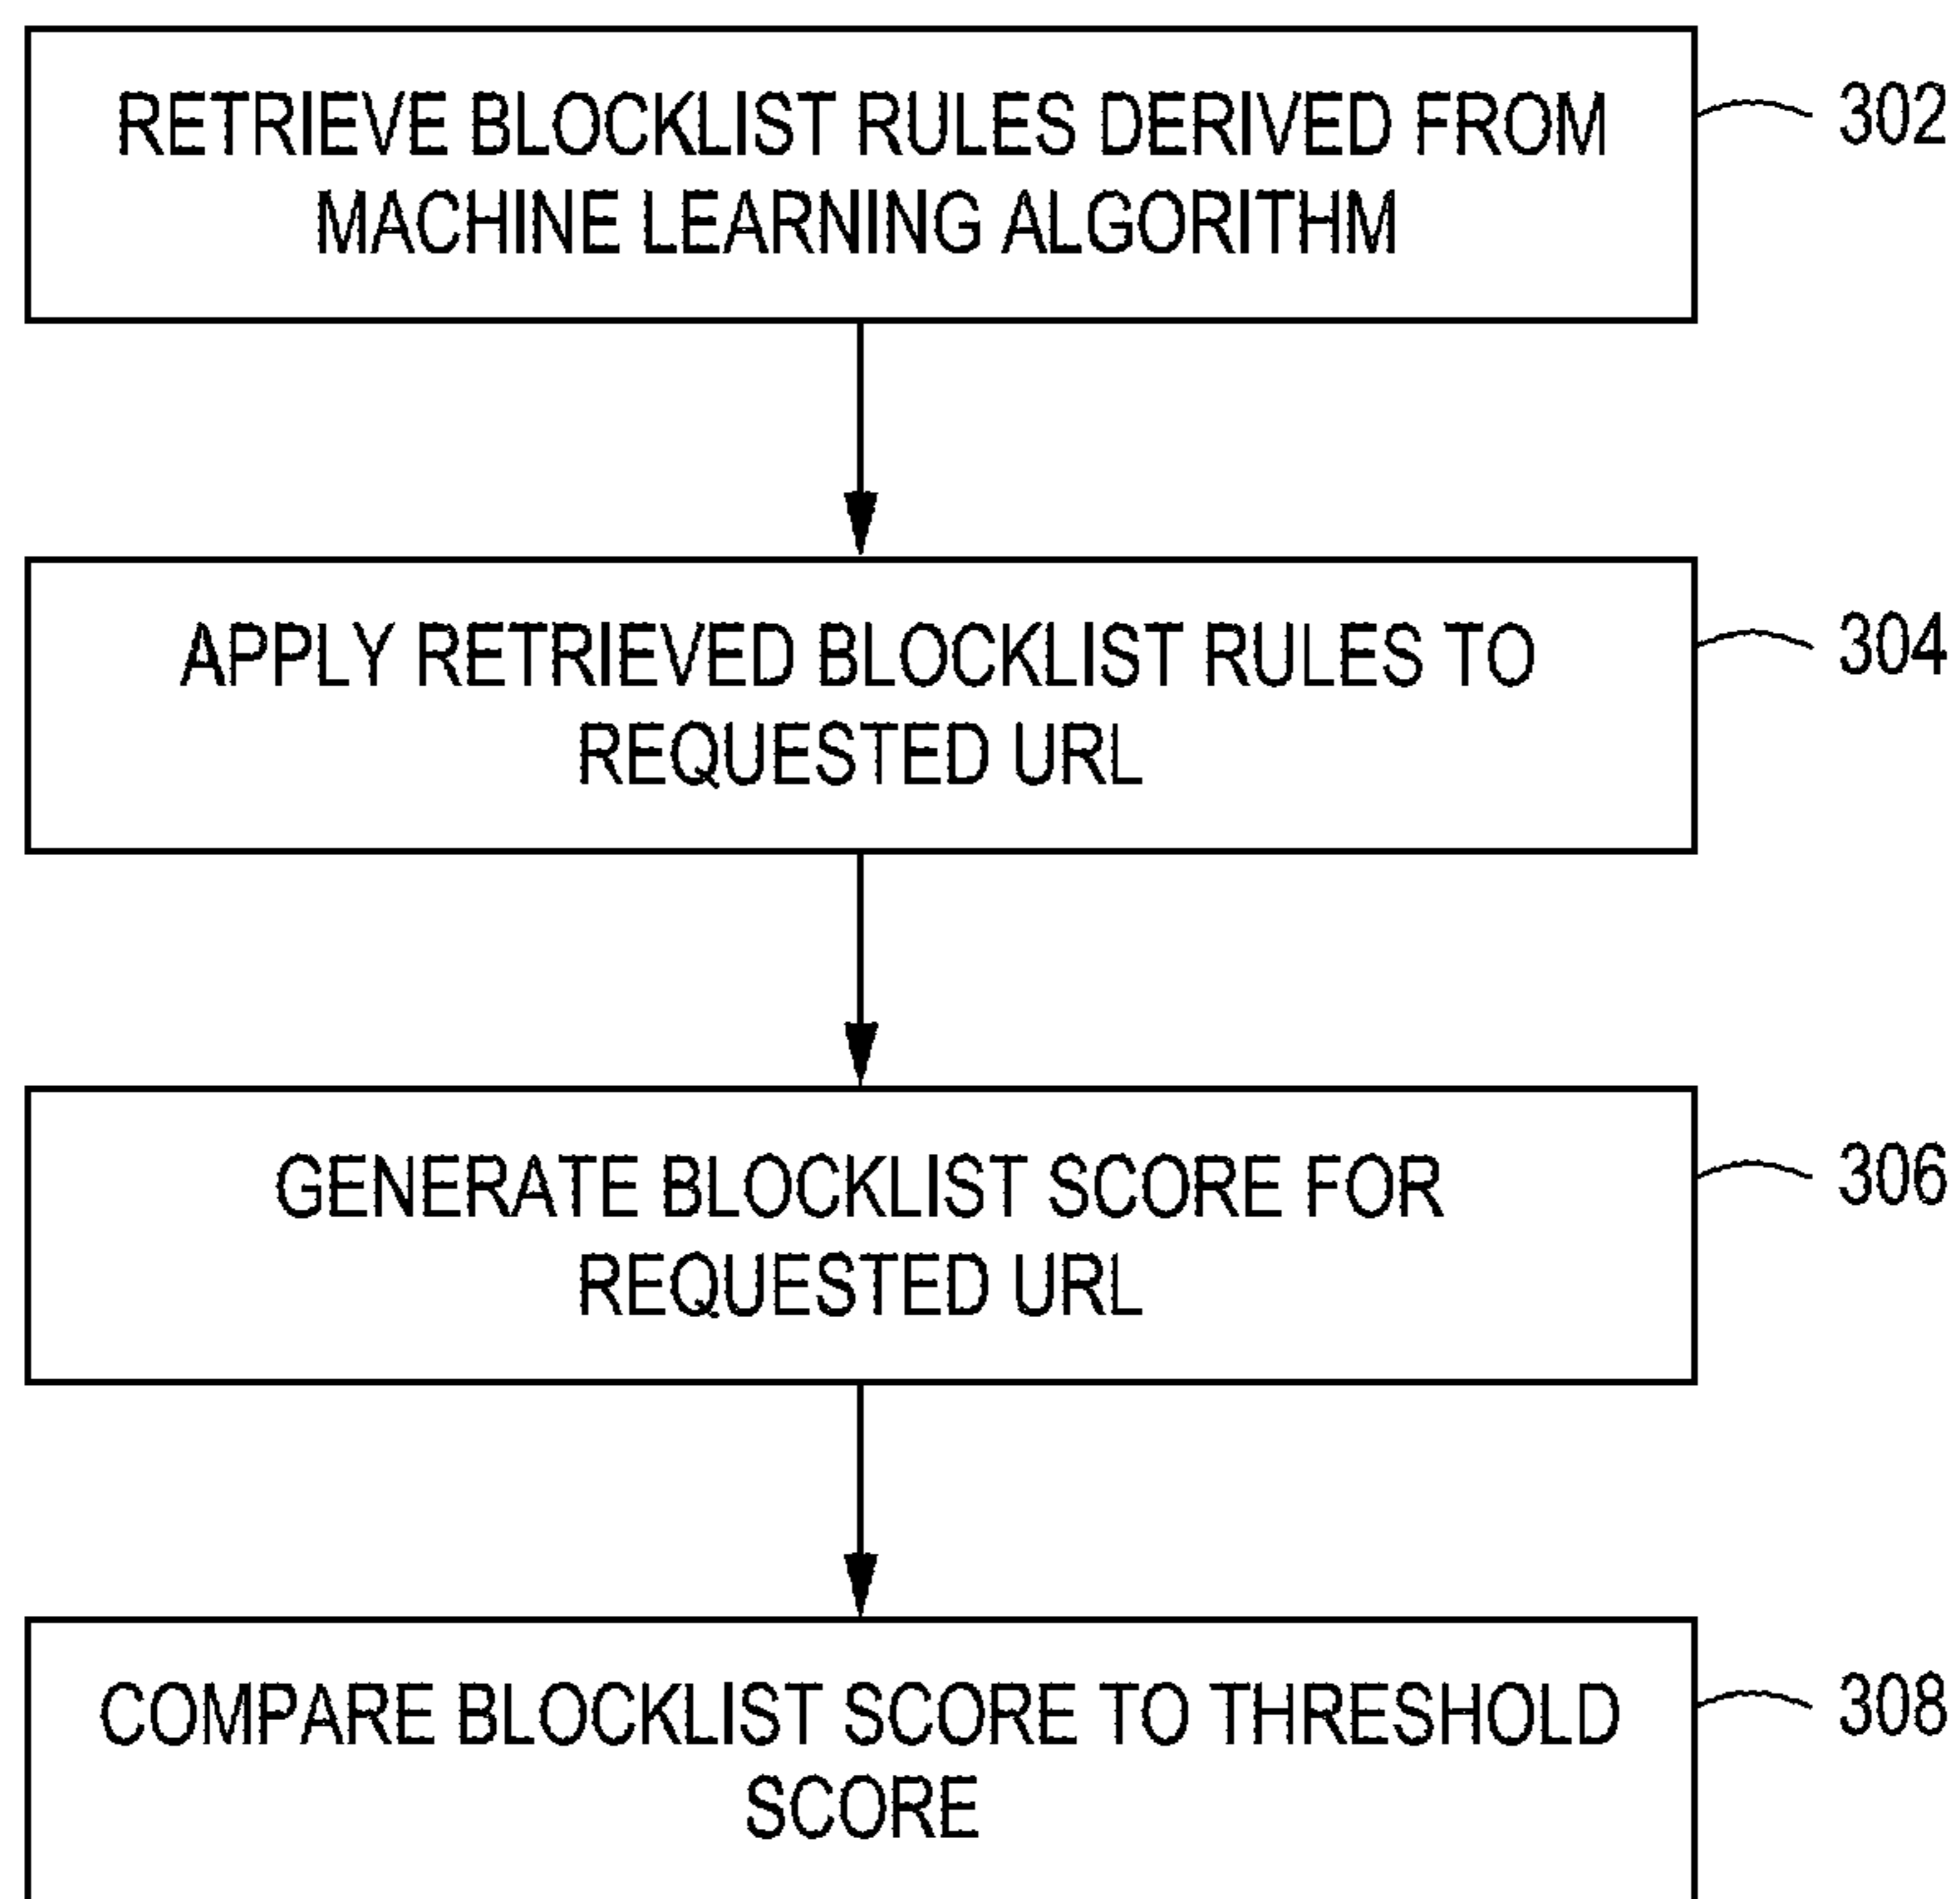 RETRIEVE BLOCKLIST RULES DERIVED FROM
MACHINE LEARNING ALGORITHM
302
APPLY RETRIEVED BLOCKLIST RULES TO
REQUESTED URL
304
GENERATE BLOCKLIST SCORE FOR
REQUESTED URL
306
COMPARE BLOCKLIST SCORE TO THRESHOLD
SCORE
308